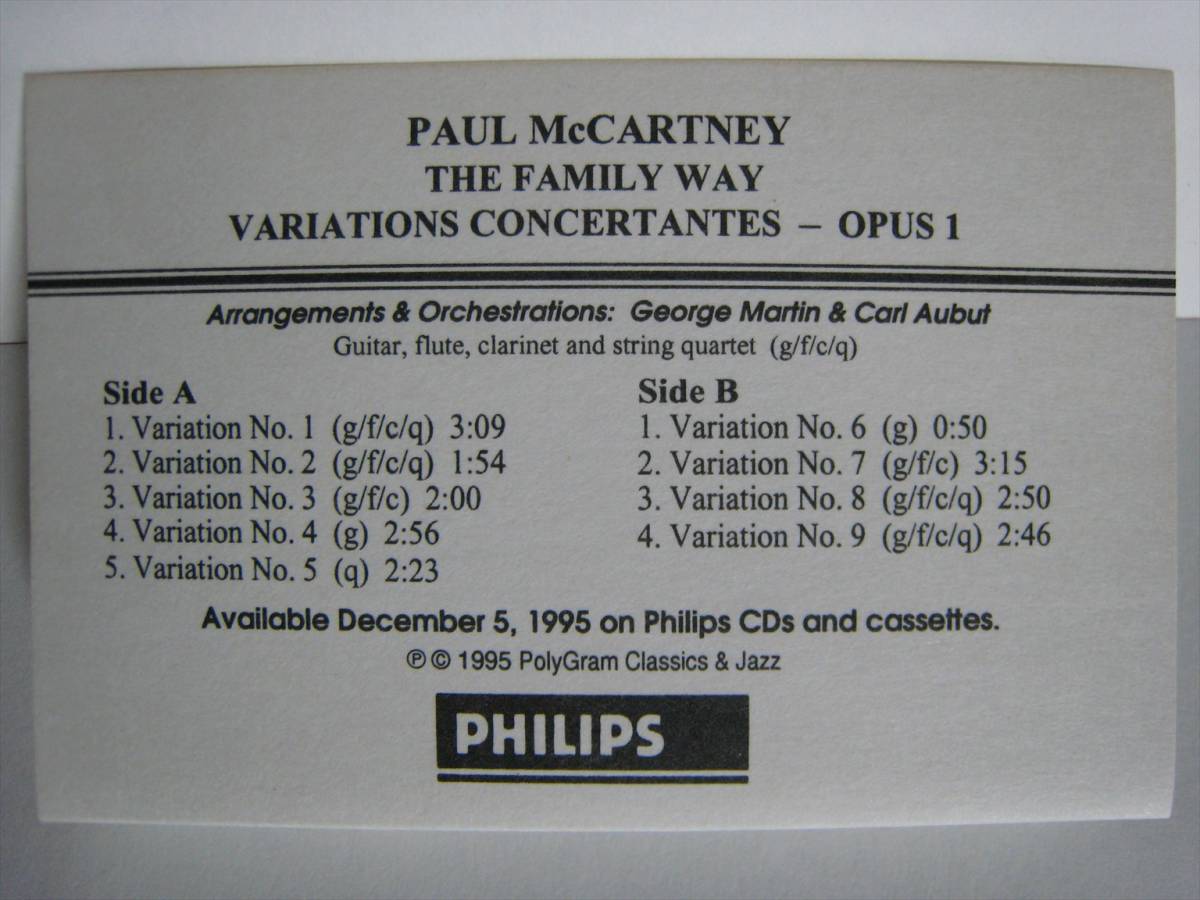 PAUL McCARTNEY
THE FAMILY WAY
VARIATIONS CONCERTANTES – OPUS 1
Arrangements & Orchestrations: George Martin & Carl Aubut
Guitar, flute, clarinet and string quartet (g/f/c/q)
Side A
1. Variation No. 1 (g/f/c/q) 3:09
2. Variation No. 2 (g/f/c/q) 1:54
3. Variation No. 3 (g/f/c) 2:00
4. Variation No. 4 (g) 2:56
5. Variation No. 5 (q) 2:23
Side B
1. Variation No. 6 (g) 0:50
2. Variation No. 7 (g/f/c) 3:15
3. Variation No. 8 (g/f/c/q) 2:50
4. Variation No. 9 (g/f/c/q) 2:46
Available December 5, 1995 on Philips CDs and cassettes.
℗ © 1995 PolyGram Classics & Jazz
PHILIPS